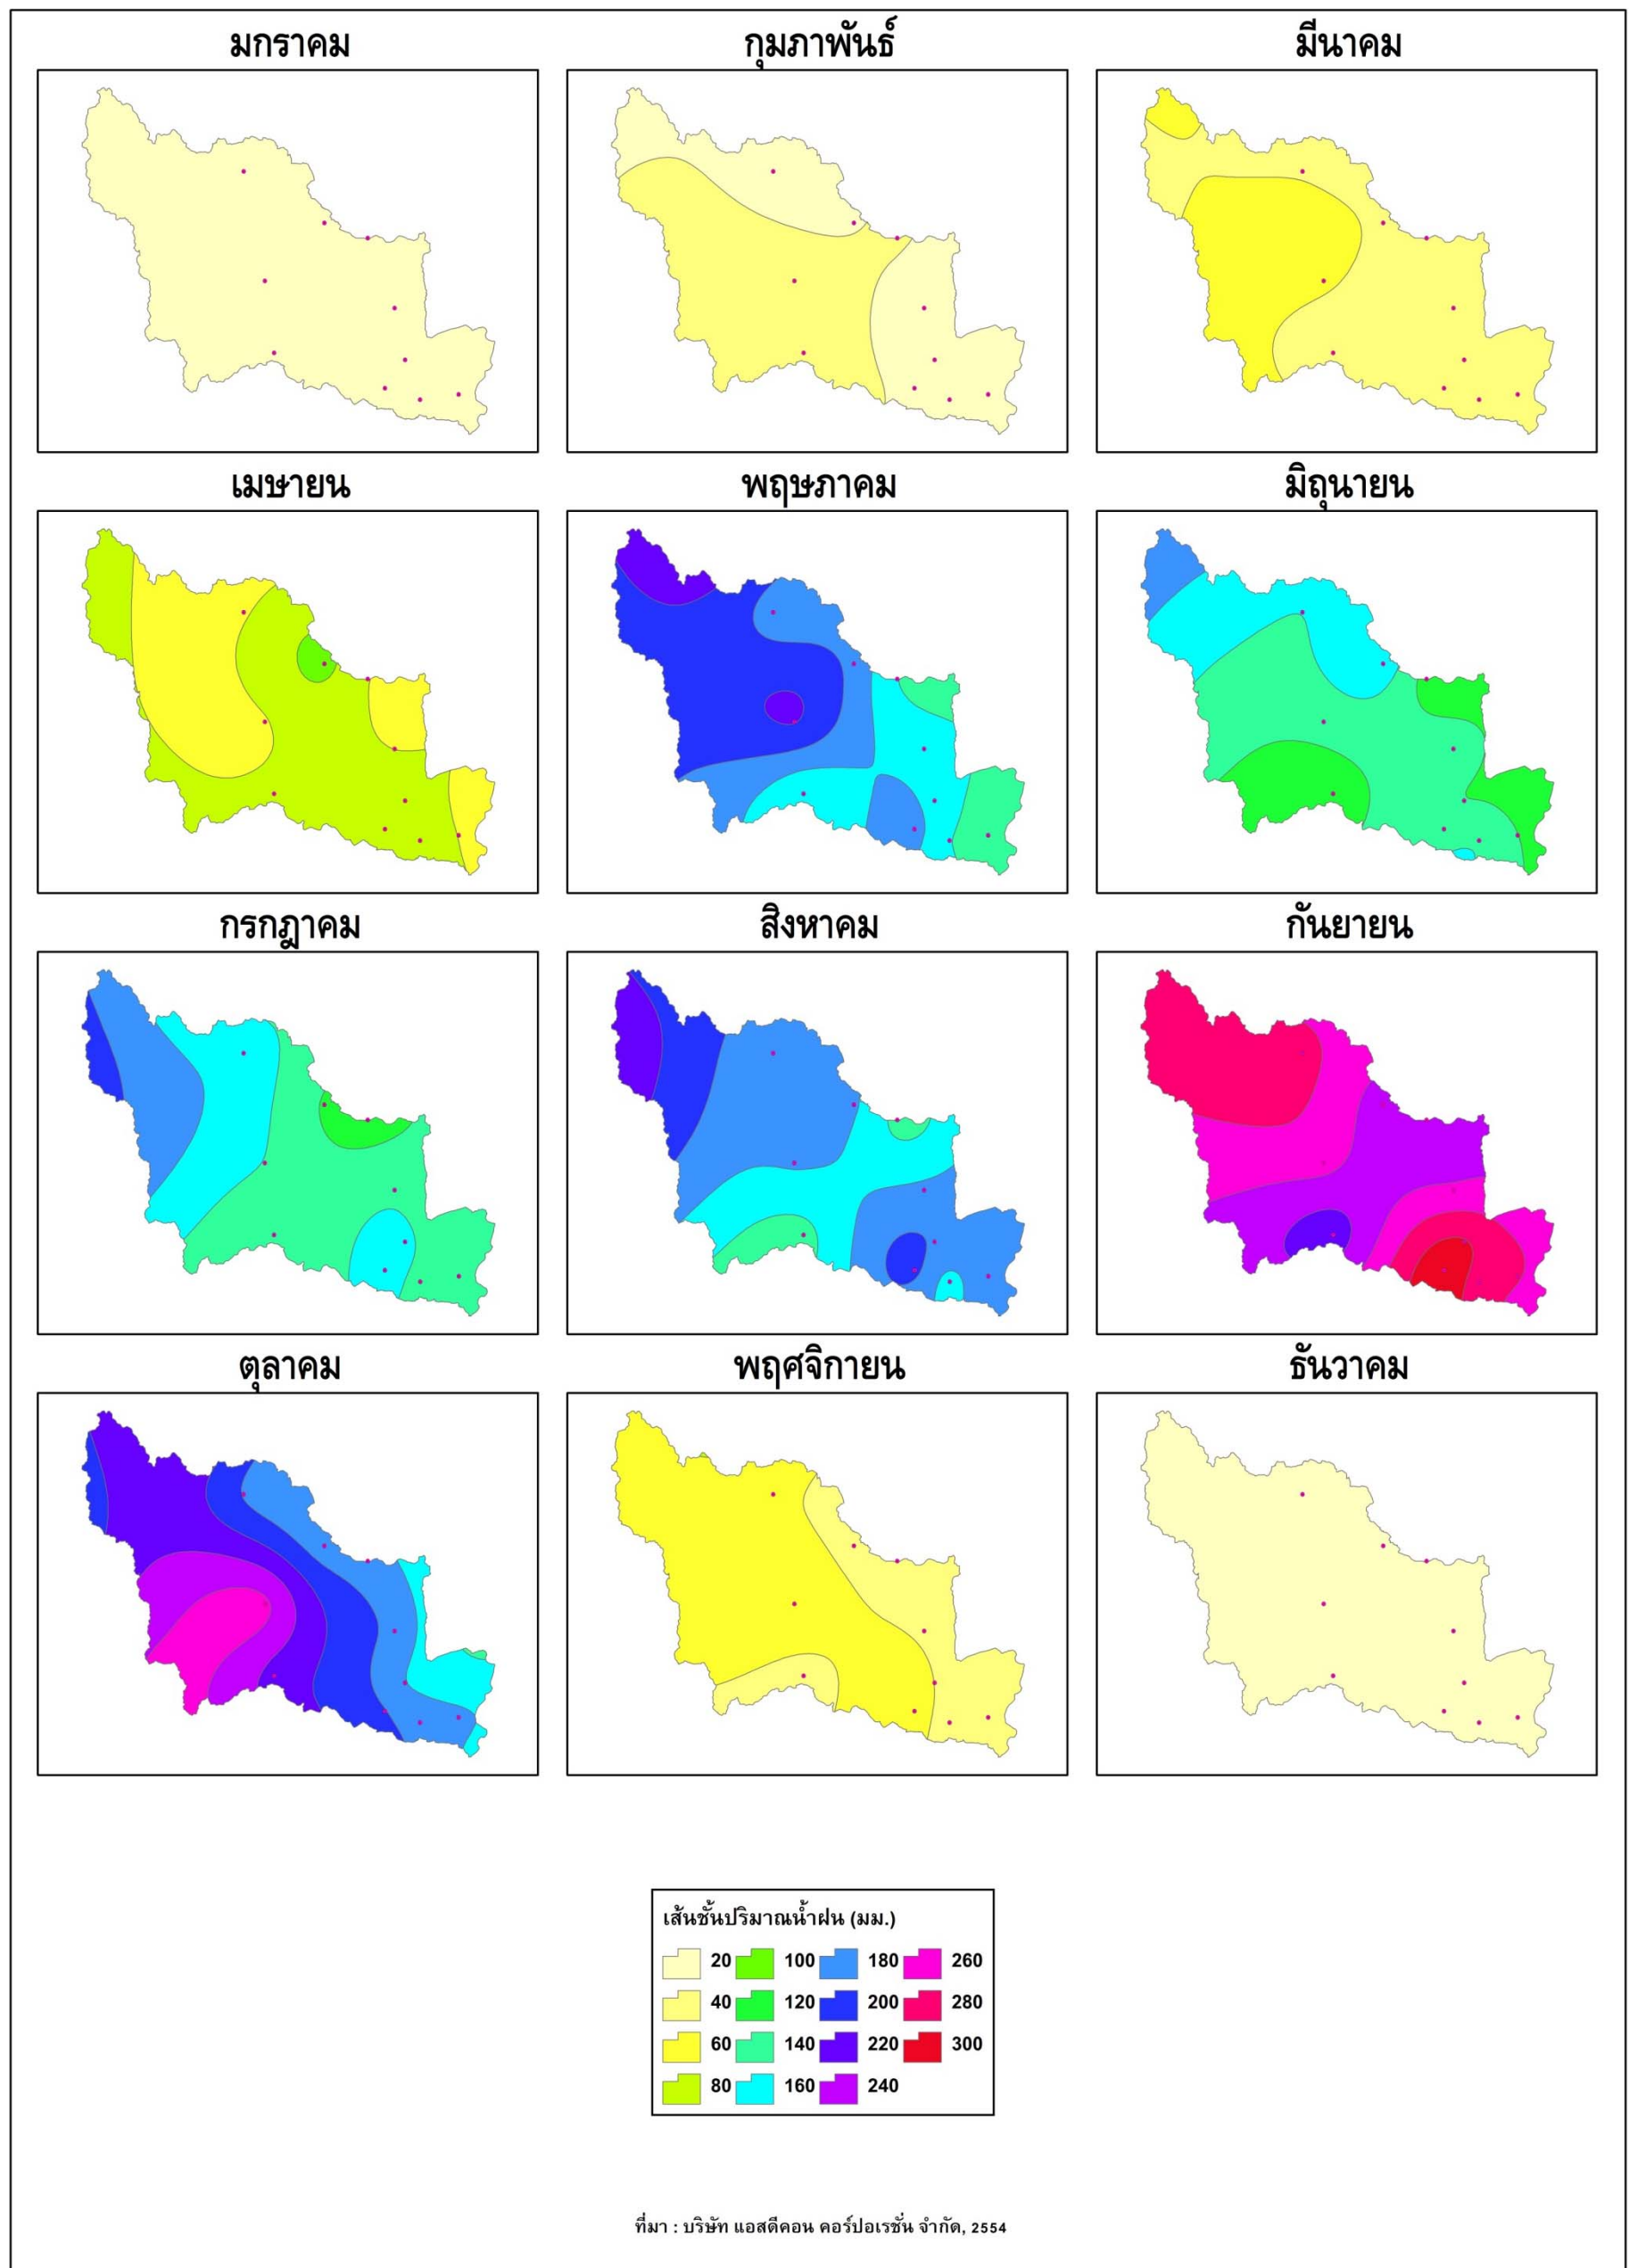 มกราคม
กุมภาพันธ์
มีนาคม
เมษายน
พฤษภาคม
มิถุนายน
กรกฎาคม
สิงหาคม
กันยายน
ตุลาคม
พฤศจิกายน
ธันวาคม
เส้นชั้นปริมาณน้ำฝน (มม.)
20 100 180 260
40 120 200 280
60 140 220 300
80 160 240
ที่มา : บริษัท แอสดีคอน คอร์ปอเรชั่น จำกัด, 2554